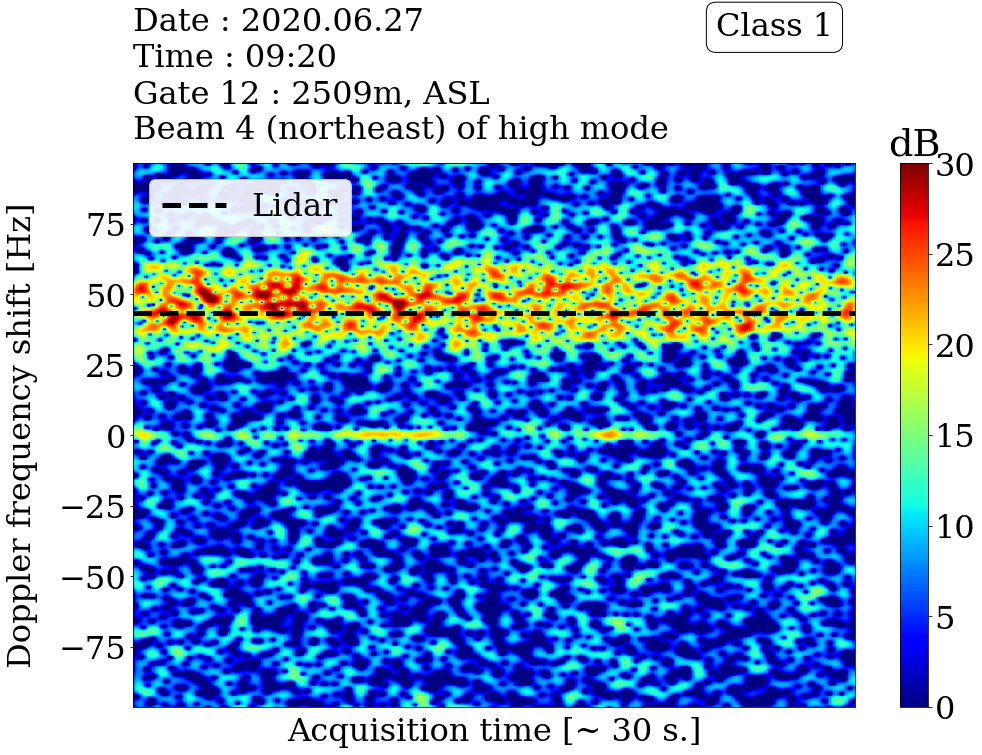 Date : 2020.06.27
Time : 09:20
Gate 12 : 2509m, ASL
Beam 4 (northeast) of high mode
Class 1
dB
Lidar
Doppler frequency shift [Hz]
75
50
25
0
−25
−50
−75
30
25
20
15
10
5
0
Acquisition time [~ 30 s.]